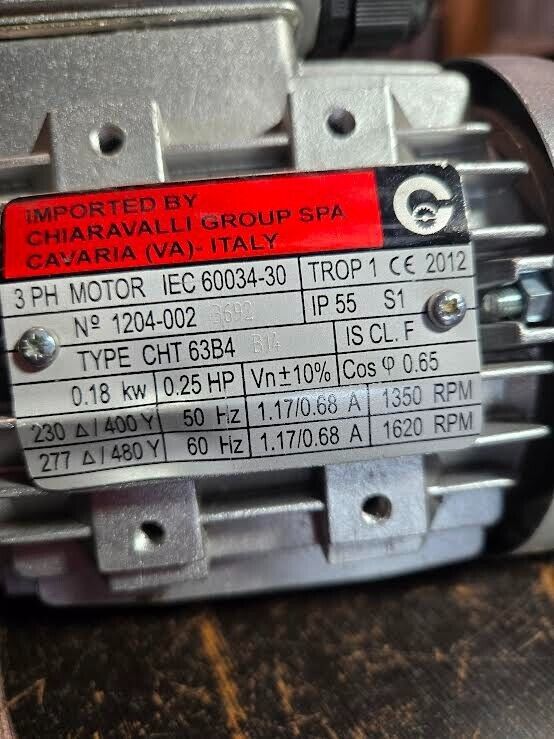 IMPORTED BY
CHIARAVALLI GROUP SPA
CAVARIA (VA)- ITALY
3 PH MOTOR IEC 60034-30 TROP 1 CE 2012
Nº 1204-002 3692 IP 55 S1
TYPE CHT 63B4 B14 IS CL. F
0.18 kw 0.25 HP Vn±10% Cos φ 0.65
230 Δ/400 Y 50 Hz 1.17/0.68 A 1350 RPM
277 Δ/480 Y 60 Hz 1.17/0.68 A 1620 RPM